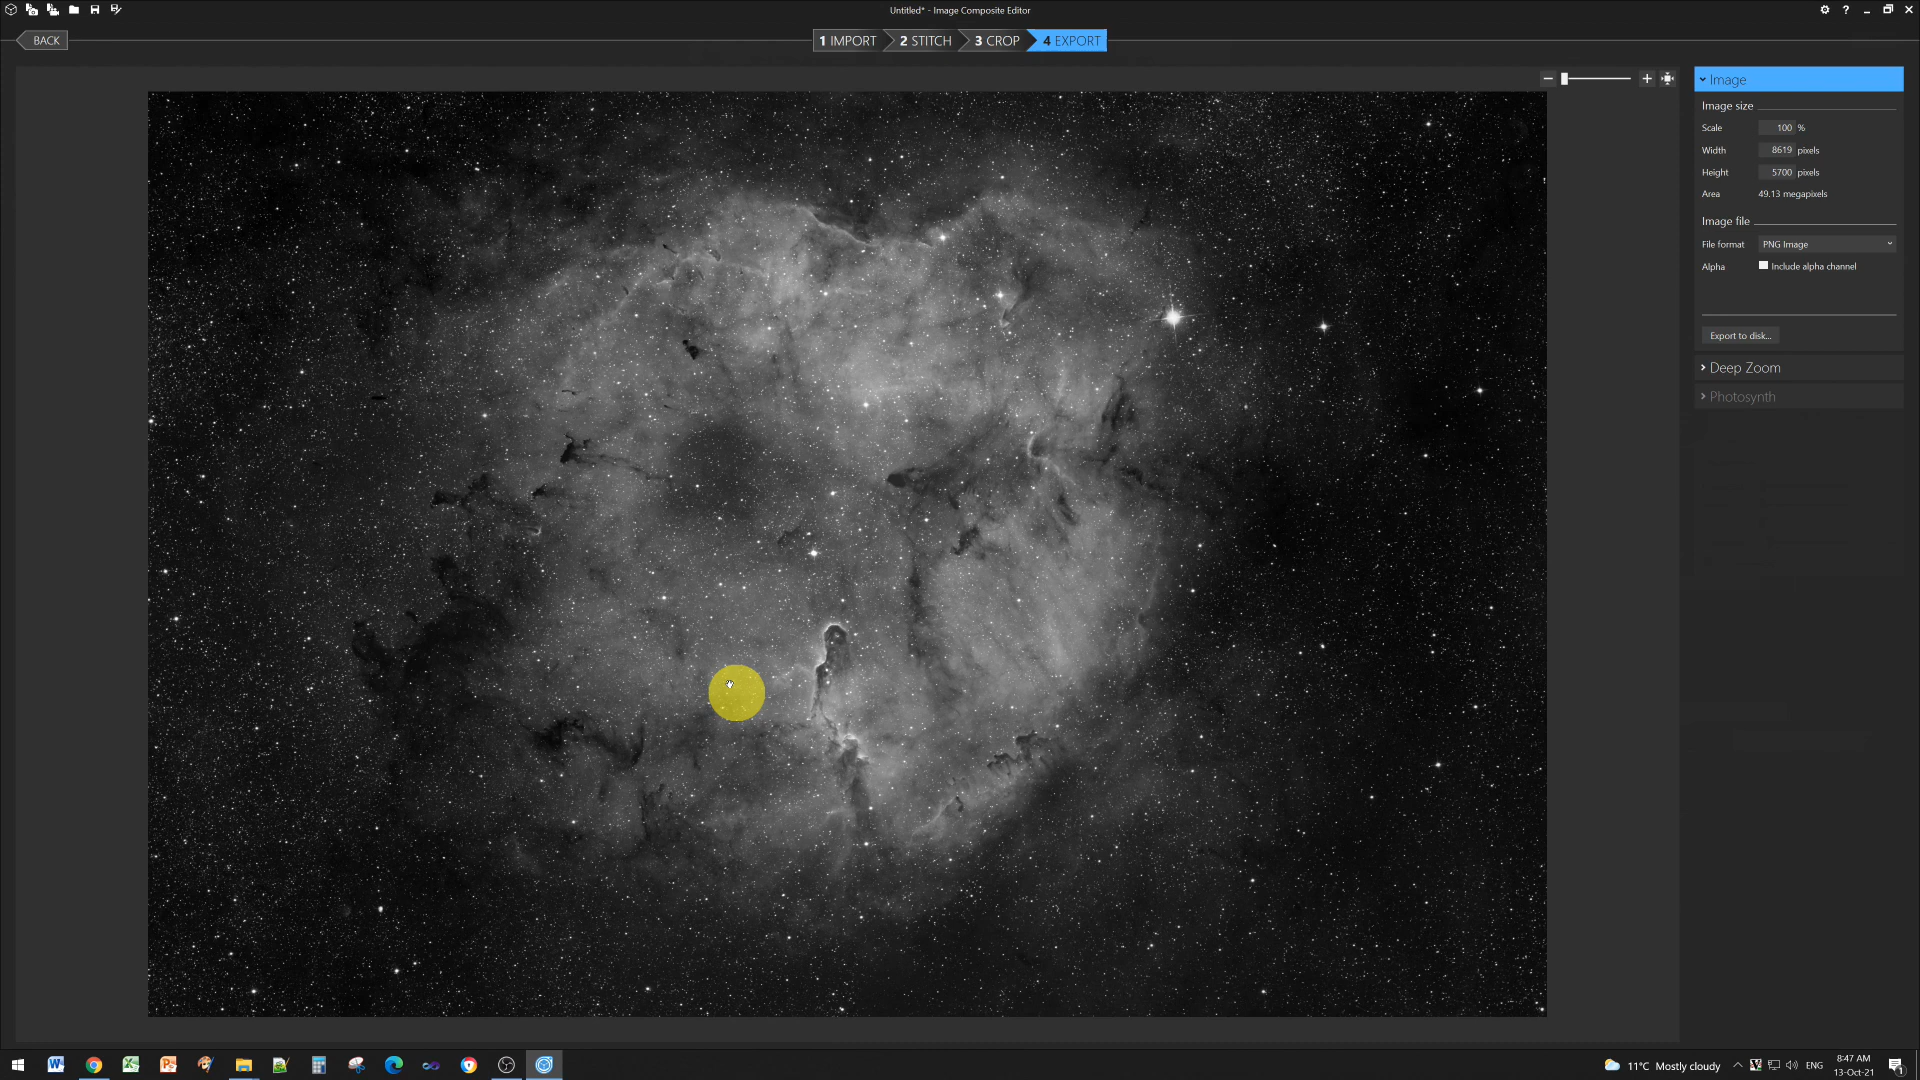 Untitled* - Image Composite Editor
BACK
1 IMPORT
2 STITCH
3 CROP
4 EXPORT
Image
Image size
Scale 100 %
Width 8619 pixels
Height 5700 pixels
Area 49.13 megapixels
Image file
File format PNG Image
Alpha Include alpha channel
Export to disk...
Deep Zoom
Photosynth
11°C Mostly cloudy
ENG
8:47 AM
13-Oct-21